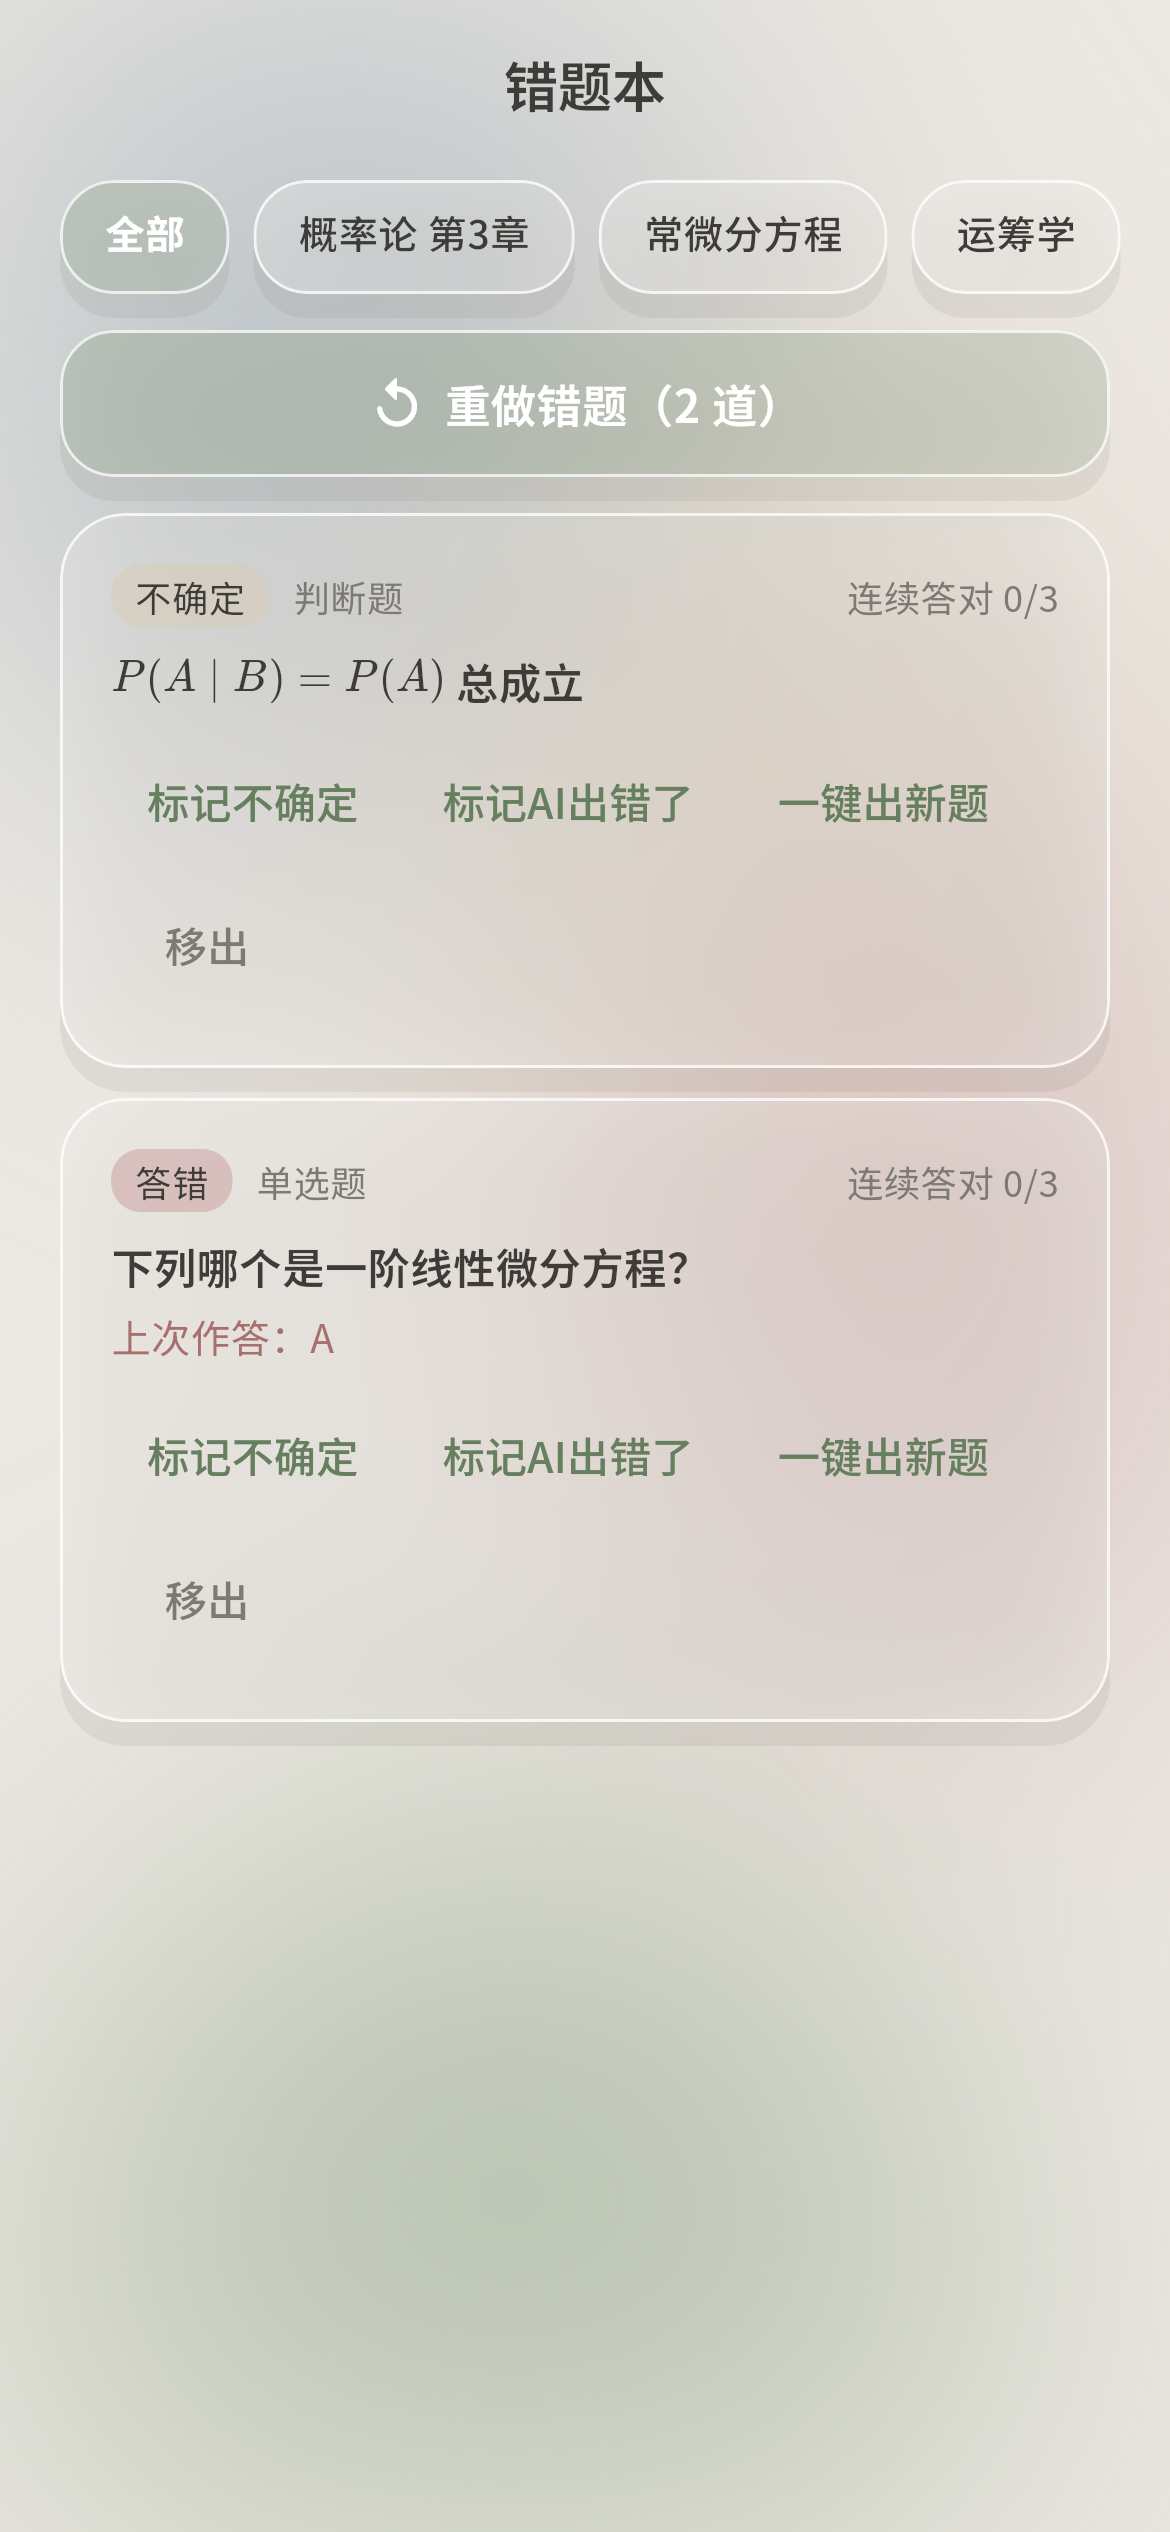 错题本
全部 概率论 第3章 常微分方程 运筹学
重做错题（2 道）
不确定 判断题 连续答对 0/3
P(A | B) = P(A) 总成立
标记不确定 标记AI出错了 一键出新题
移出
答错 单选题 连续答对 0/3
下列哪个是一阶线性微分方程？
上次作答：A
标记不确定 标记AI出错了 一键出新题
移出